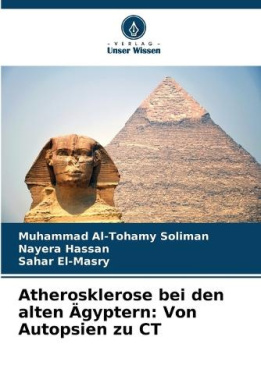 - VERLAG -
Unser Wissen
Muhammad Al-Tohamy Soliman
Nayera Hassan
Sahar El-Masry
Atherosklerose bei den
alten Ägyptern: Von
Autopsien zu CT